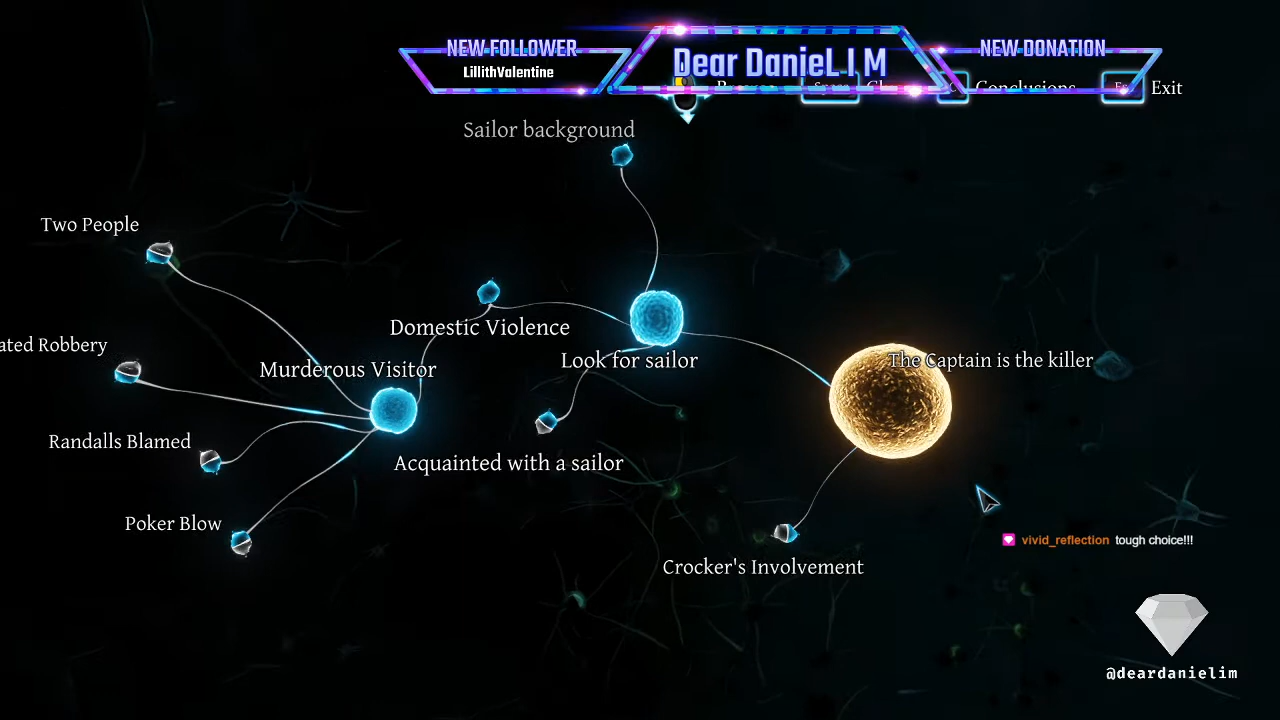 NEW FOLLOWER
LillithValentine
Dear DanieL I M
NEW DONATION
Conclusions
Exit
Sailor background
Two People
Domestic Violence
ated Robbery
Murderous Visitor
Look for sailor
The Captain is the killer
Randalls Blamed
Acquainted with a sailor
Poker Blow
Crocker's Involvement
vivid_reflection tough choice!!!
@deardanielim